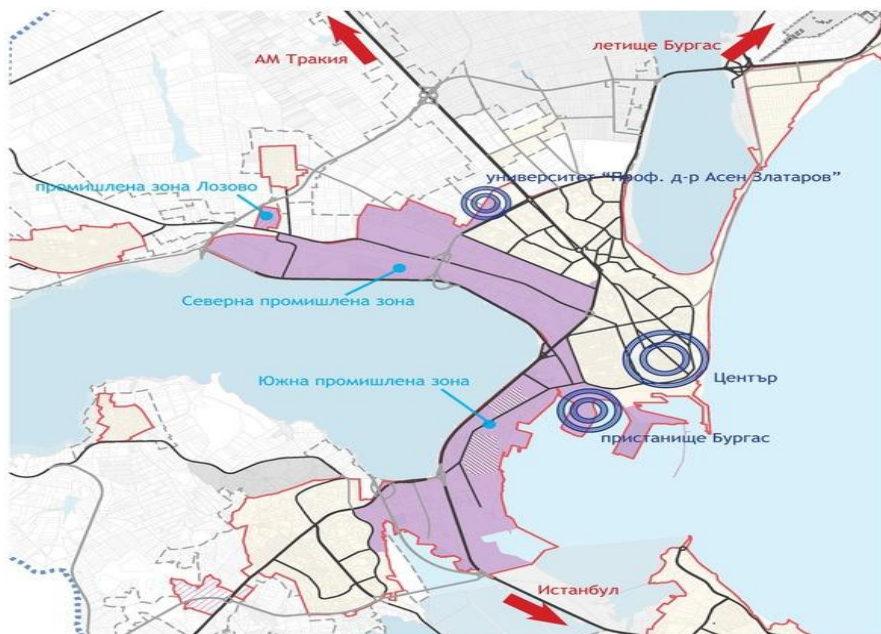 летище Бургас
АМ Тракия
университет “Проф. д-р Асен Златаров”
промишлена зона Лозово
Северна промишлена зона
Южна промишлена зона
Център
пристанище Бургас
Истанбул